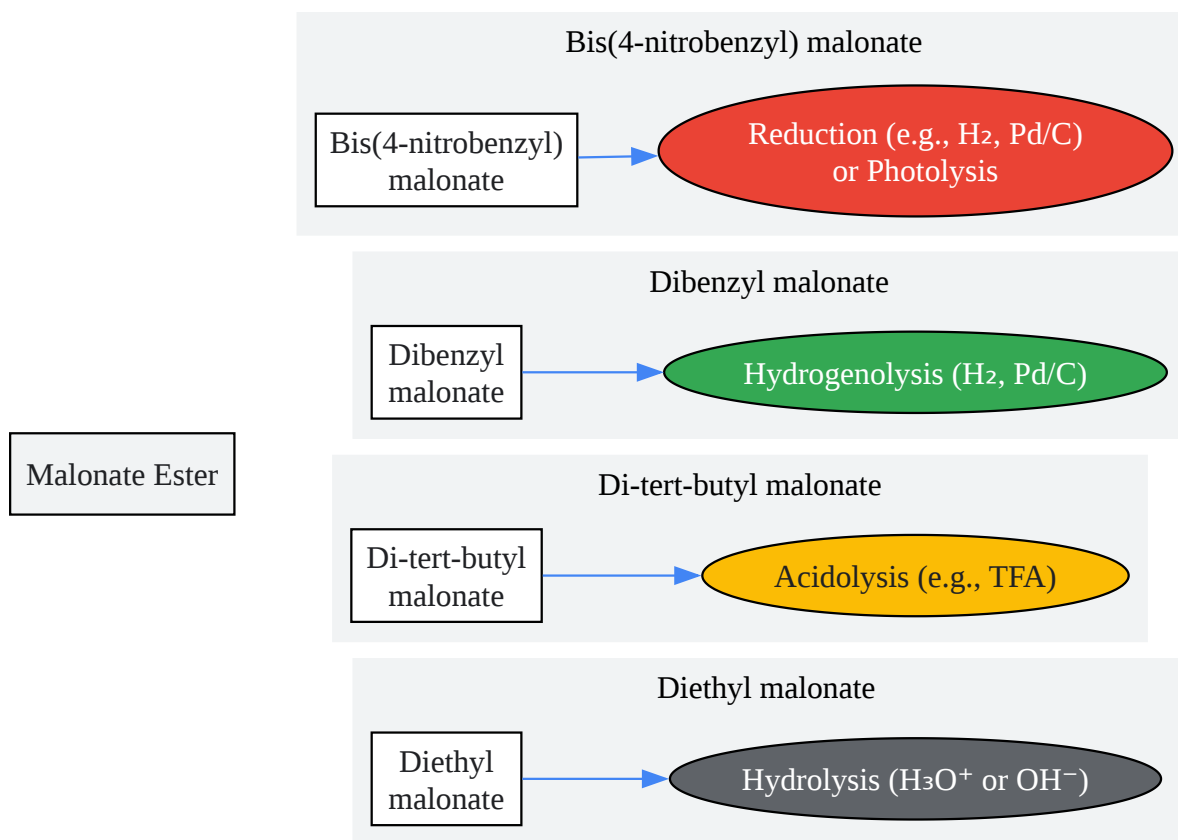 Bis(4-nitrobenzyl) malonate
Bis(4-nitrobenzyl)
malonate
Reduction (e.g., H₂, Pd/C)
or Photolysis
Dibenzyl malonate
Dibenzyl
malonate
Hydrogenolysis (H₂, Pd/C)
Malonate Ester
Di-tert-butyl malonate
Di-tert-butyl
malonate
Acidolysis (e.g., TFA)
Diethyl malonate
Diethyl
malonate
Hydrolysis (H₃O⁺ or OH⁻)